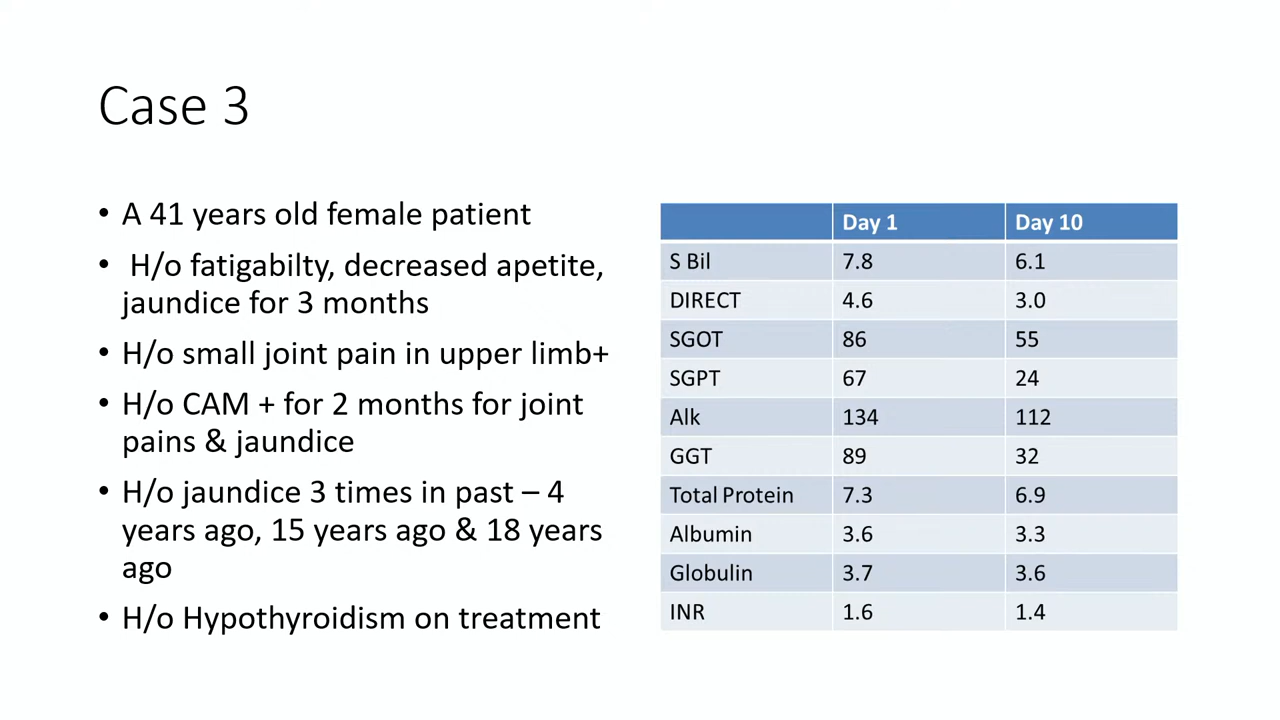 Case 3
• A 41 years old female patient
• H/o fatigabilty, decreased apetite,
jaundice for 3 months
• H/o small joint pain in upper limb+
• H/o CAM + for 2 months for joint
pains & jaundice
• H/o jaundice 3 times in past – 4
years ago, 15 years ago & 18 years
ago
• H/o Hypothyroidism on treatment
Day 1 Day 10
S Bil 7.8 6.1
DIRECT 4.6 3.0
SGOT 86 55
SGPT 67 24
Alk 134 112
GGT 89 32
Total Protein 7.3 6.9
Albumin 3.6 3.3
Globulin 3.7 3.6
INR 1.6 1.4